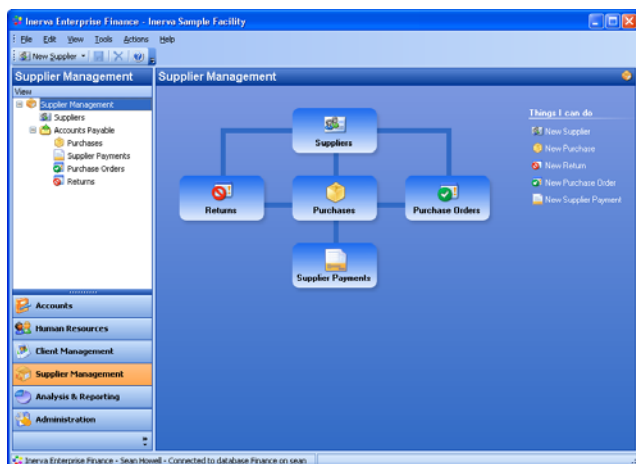 Inerva Enterprise Finance - Inerva Sample Facility
File Edit View Tools Actions Help
New Supplier
Supplier Management
View
Supplier Management
Suppliers
Accounts Payable
Purchases
Supplier Payments
Purchase Orders
Returns
Accounts
Human Resources
Client Management
Supplier Management
Analysis & Reporting
Administration
Supplier Management
Suppliers
Returns
Purchases
Purchase Orders
Supplier Payments
Things I can do
New Supplier
New Purchase
New Return
New Purchase Order
New Supplier Payment
Inerva Enterprise Finance - Sean Howell - Connected to database Finance on sean